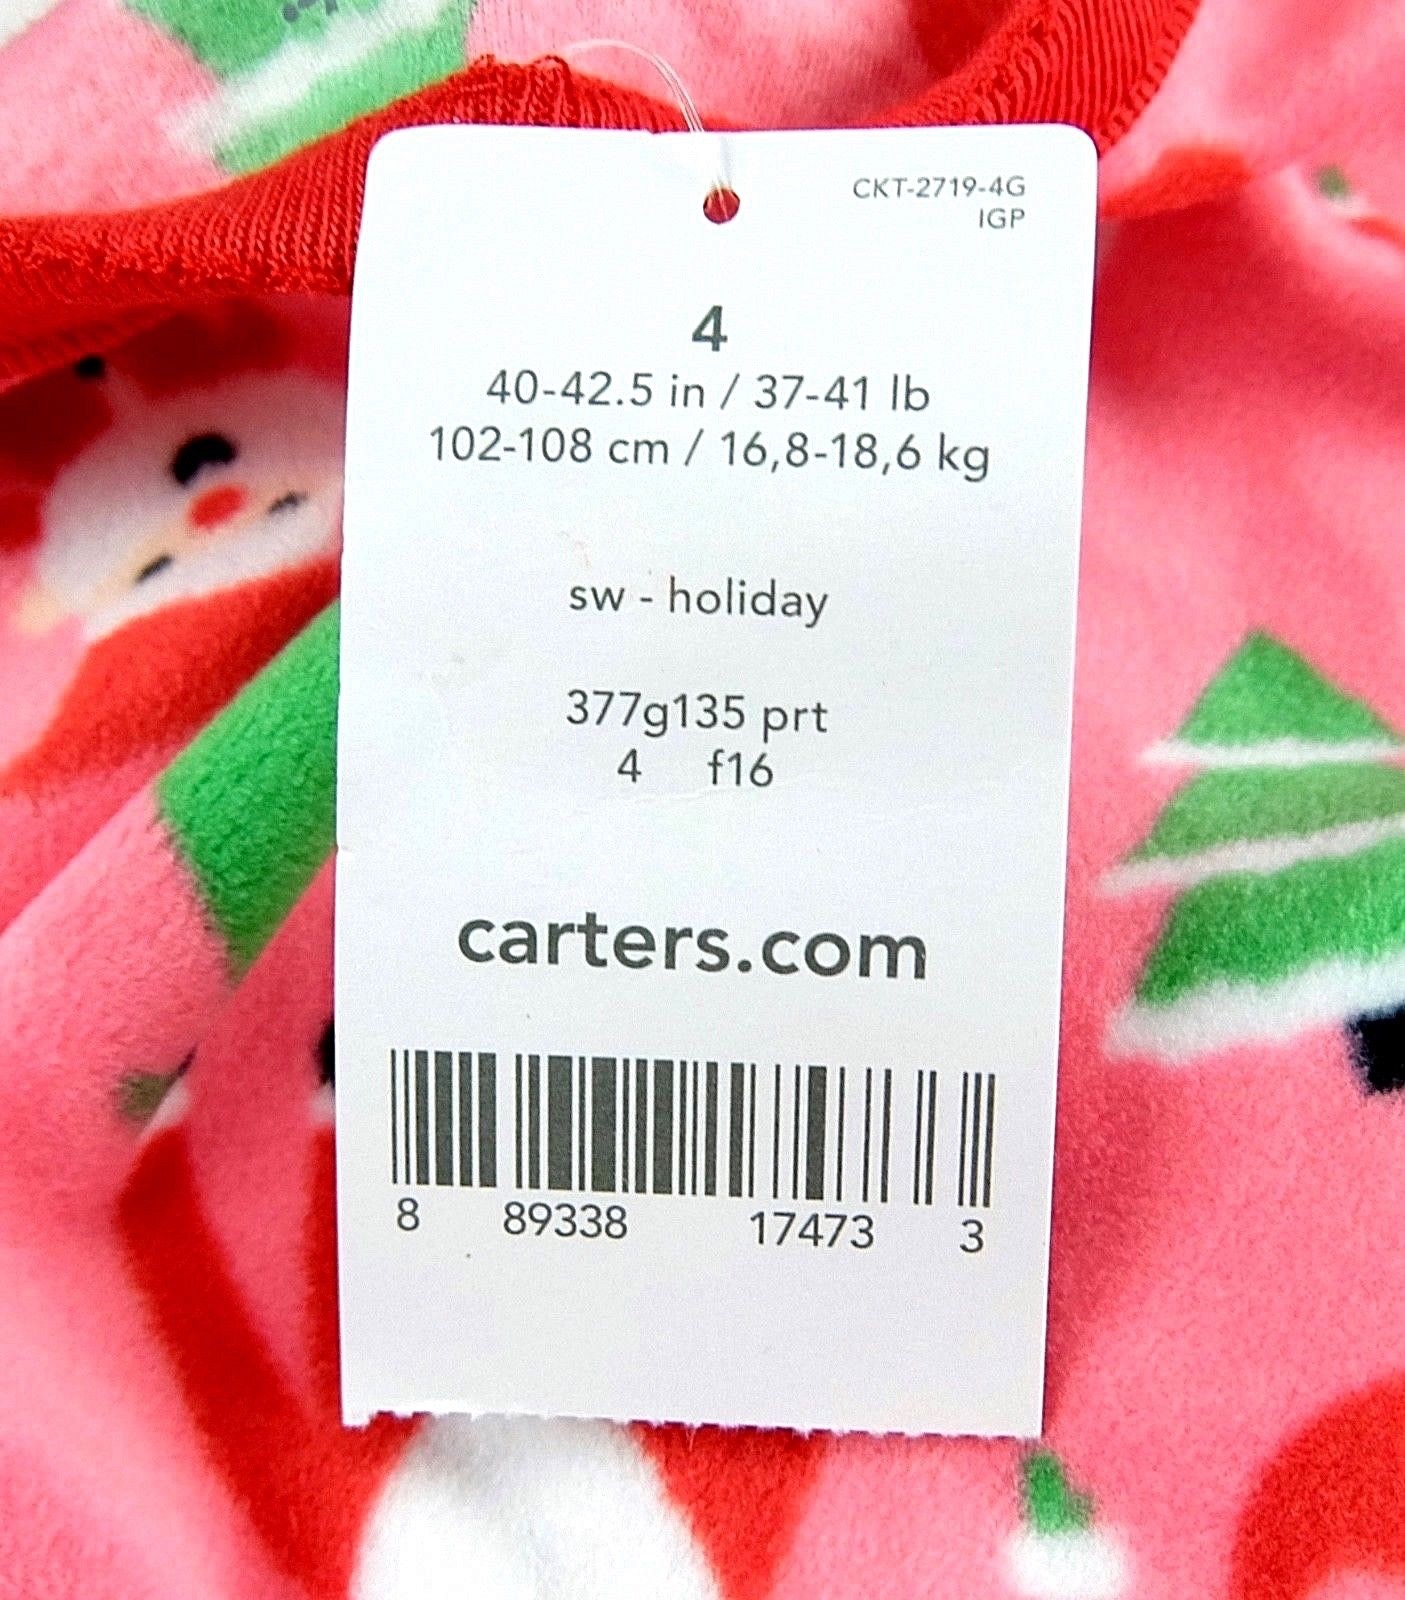 CKT-2719-4G
IGP
4
40-42.5 in / 37-41 lb
102-108 cm / 16,8-18,6 kg
sw - holiday
377g135 prt
4 f16
carters.com
8 89338 17473 3